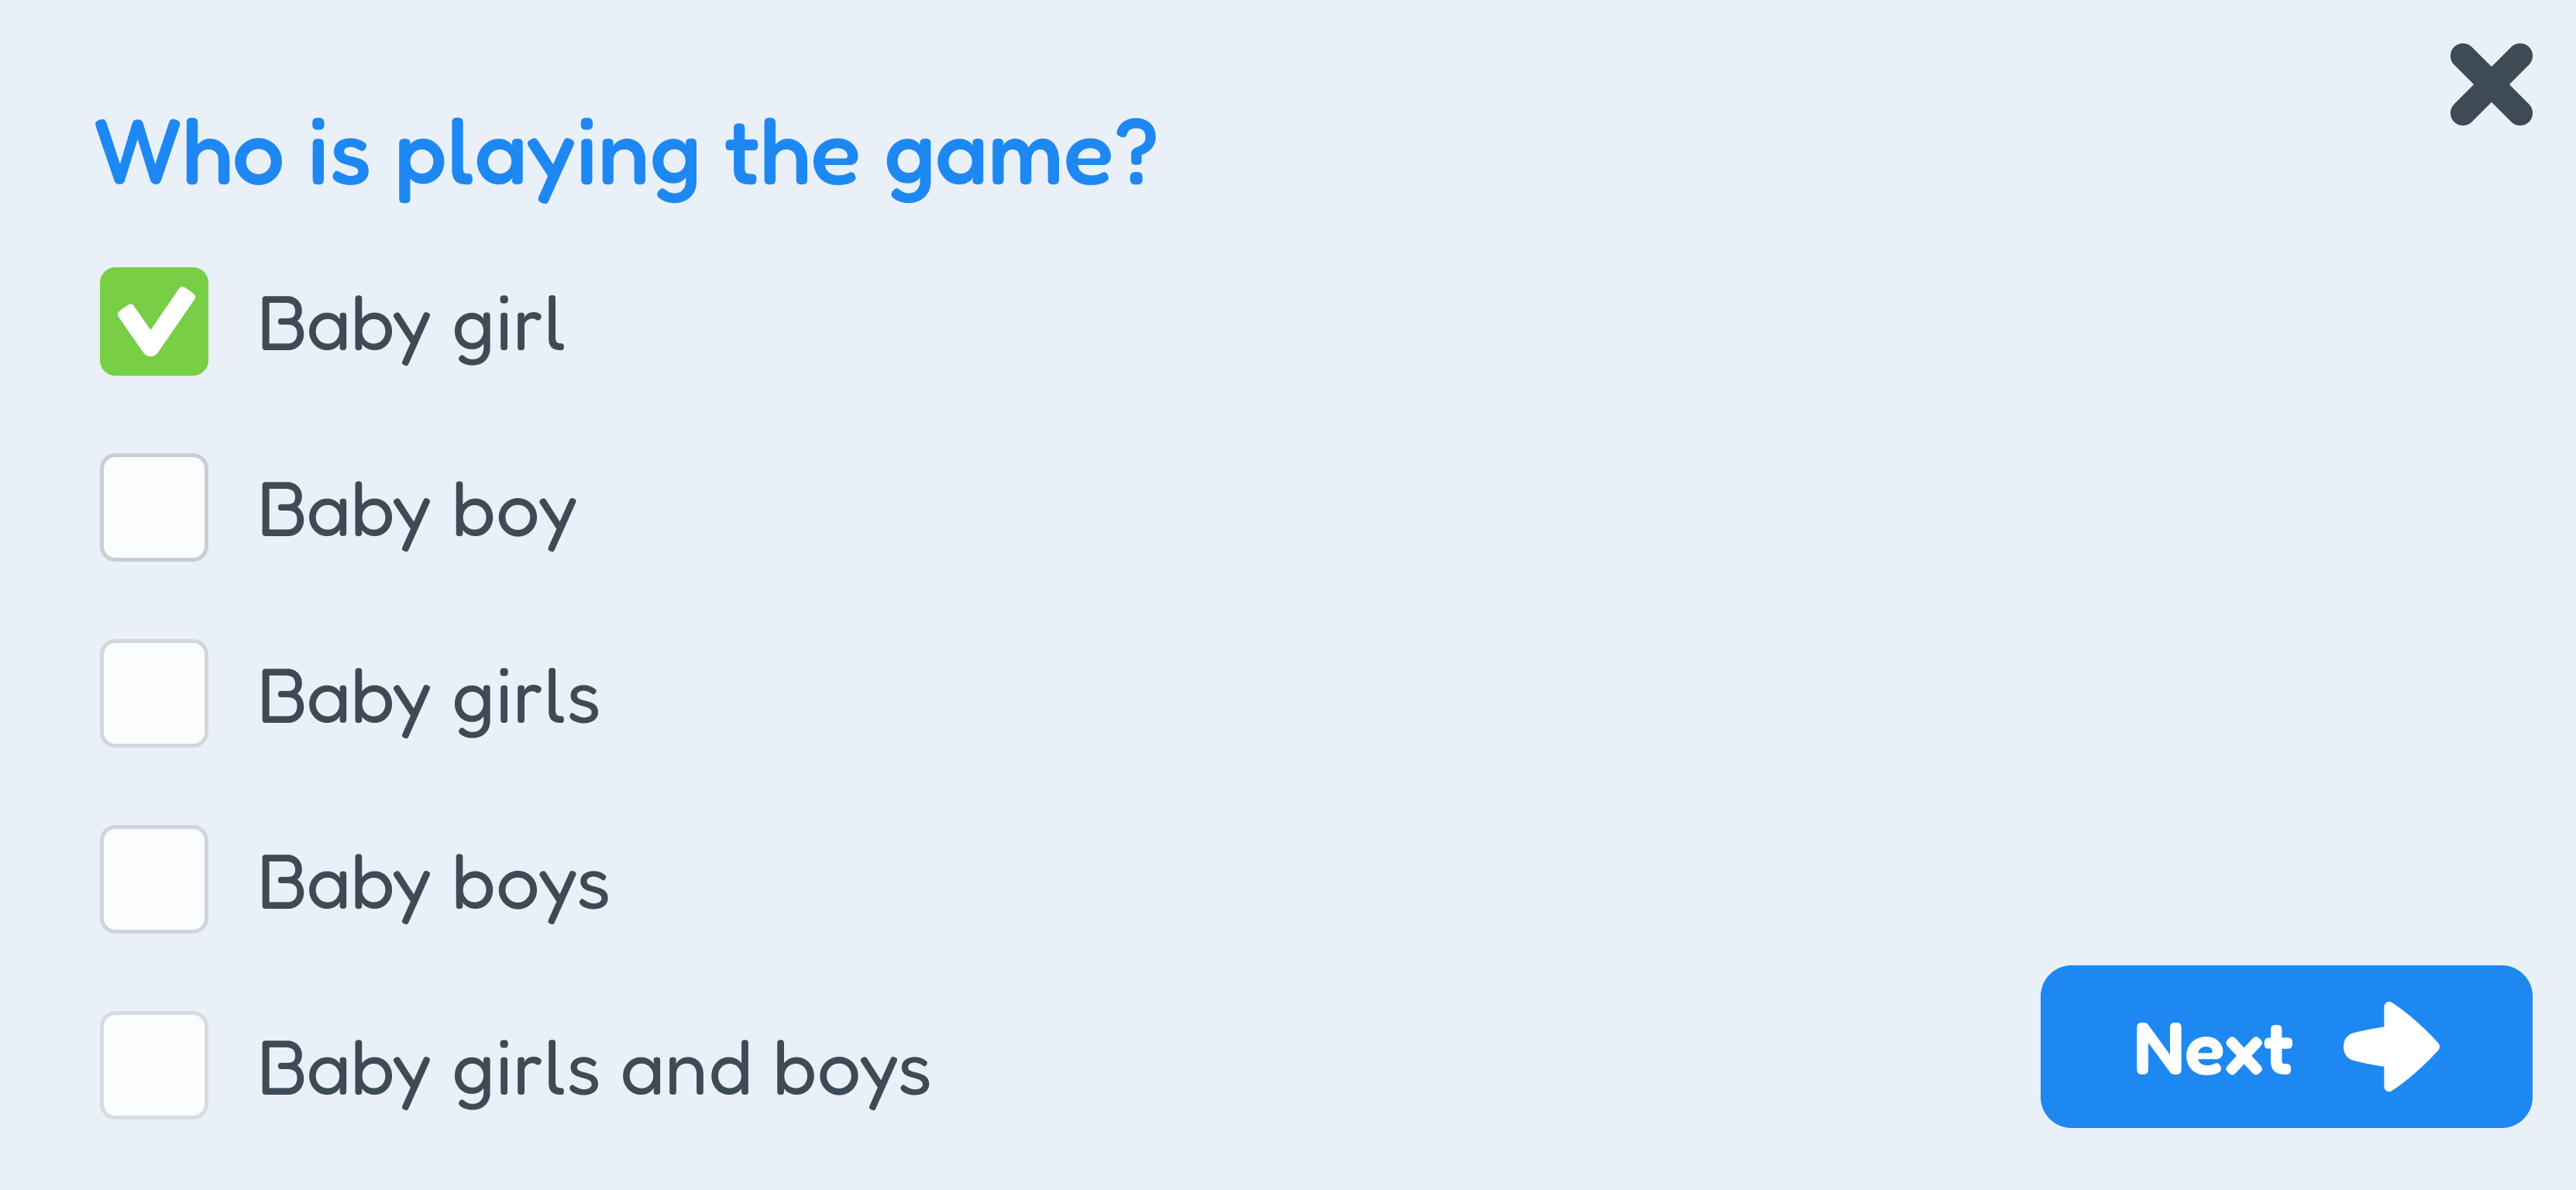 Who is playing the game?
Baby girl
Baby boy
Baby girls
Baby boys
Baby girls and boys
Next